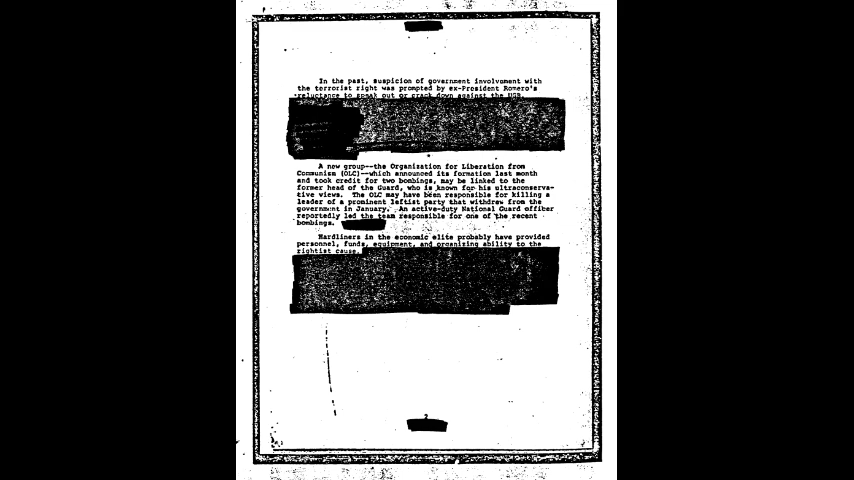 In the past, suspicion of government involvement with
the terrorist right was prompted by ex-President Romero's
reluctance to speak out or crack down against the UGB.
A new group--the Organization for Liberation from
Communism (OLC)--which announced its formation last month
and took credit for two bombings, may be linked to the
former head of the Guard, who is known for his ultraconserva-
tive views. The OLC may have been responsible for killing a
leader of a prominent leftist party that withdrew from the
government in January. An active-duty National Guard officer
reportedly led the team responsible for one of the recent
bombings.
Hardliners in the economic elite probably have provided
personnel, funds, equipment, and organizing ability to the
rightist cause.
2